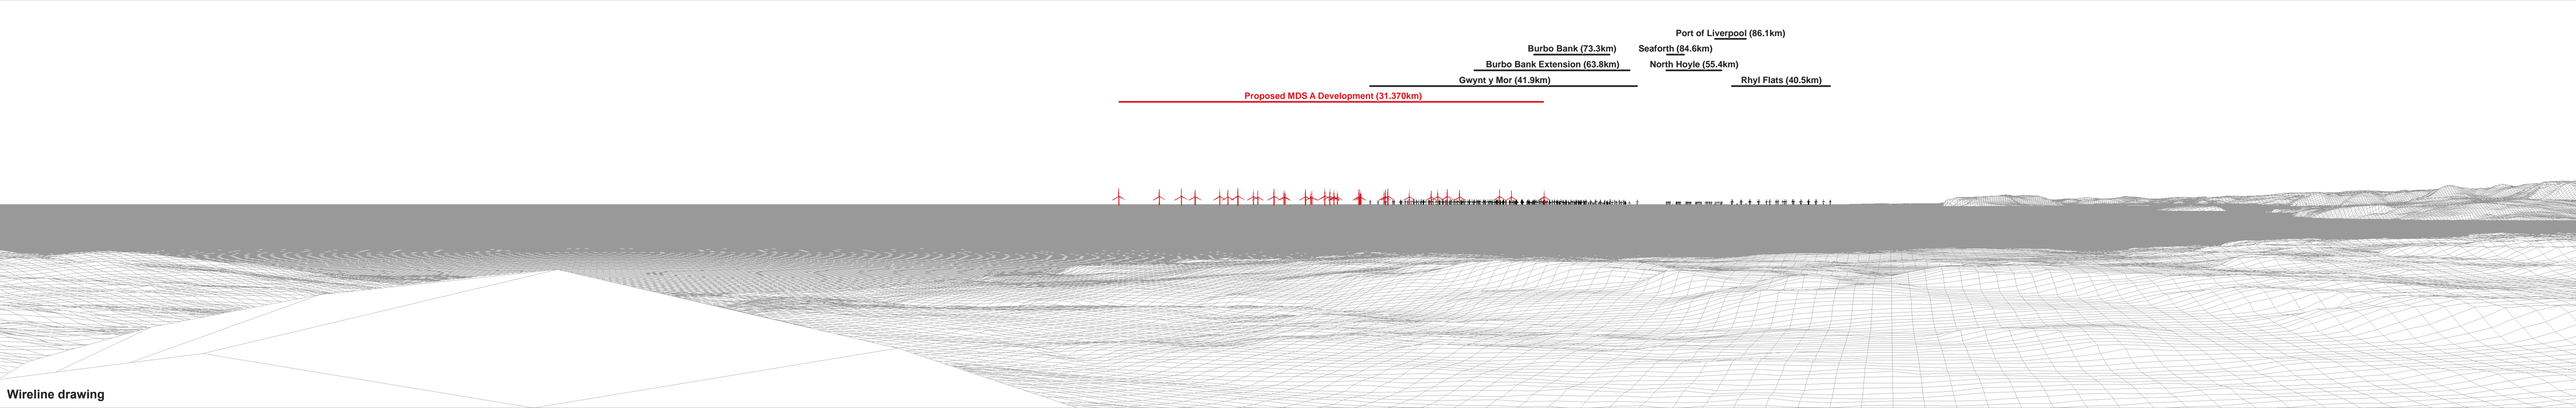 Port of Liverpool (86.1km)
Burbo Bank (73.3km)
Seaforth (84.6km)
Burbo Bank Extension (63.8km)
North Hoyle (55.4km)
Gwynt y Mor (41.9km)
Rhyl Flats (40.5km)
Proposed MDS A Development (31.370km)
Wireline drawing